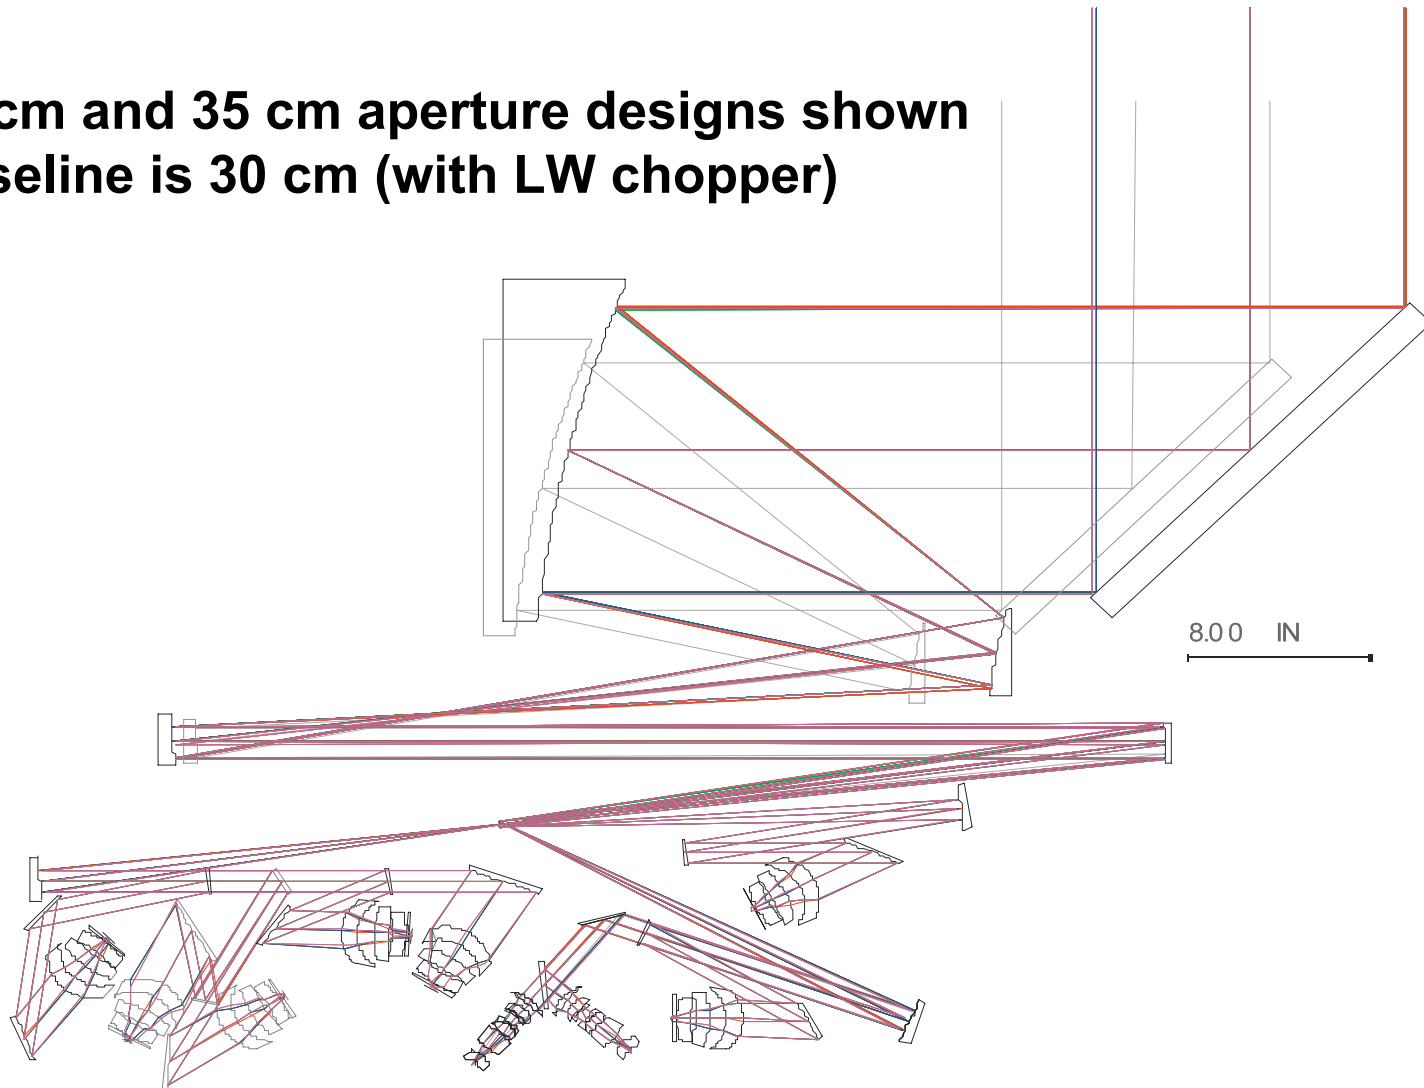 cm and 35 cm aperture designs shown
seline is 30 cm (with LW chopper)
8.00 IN